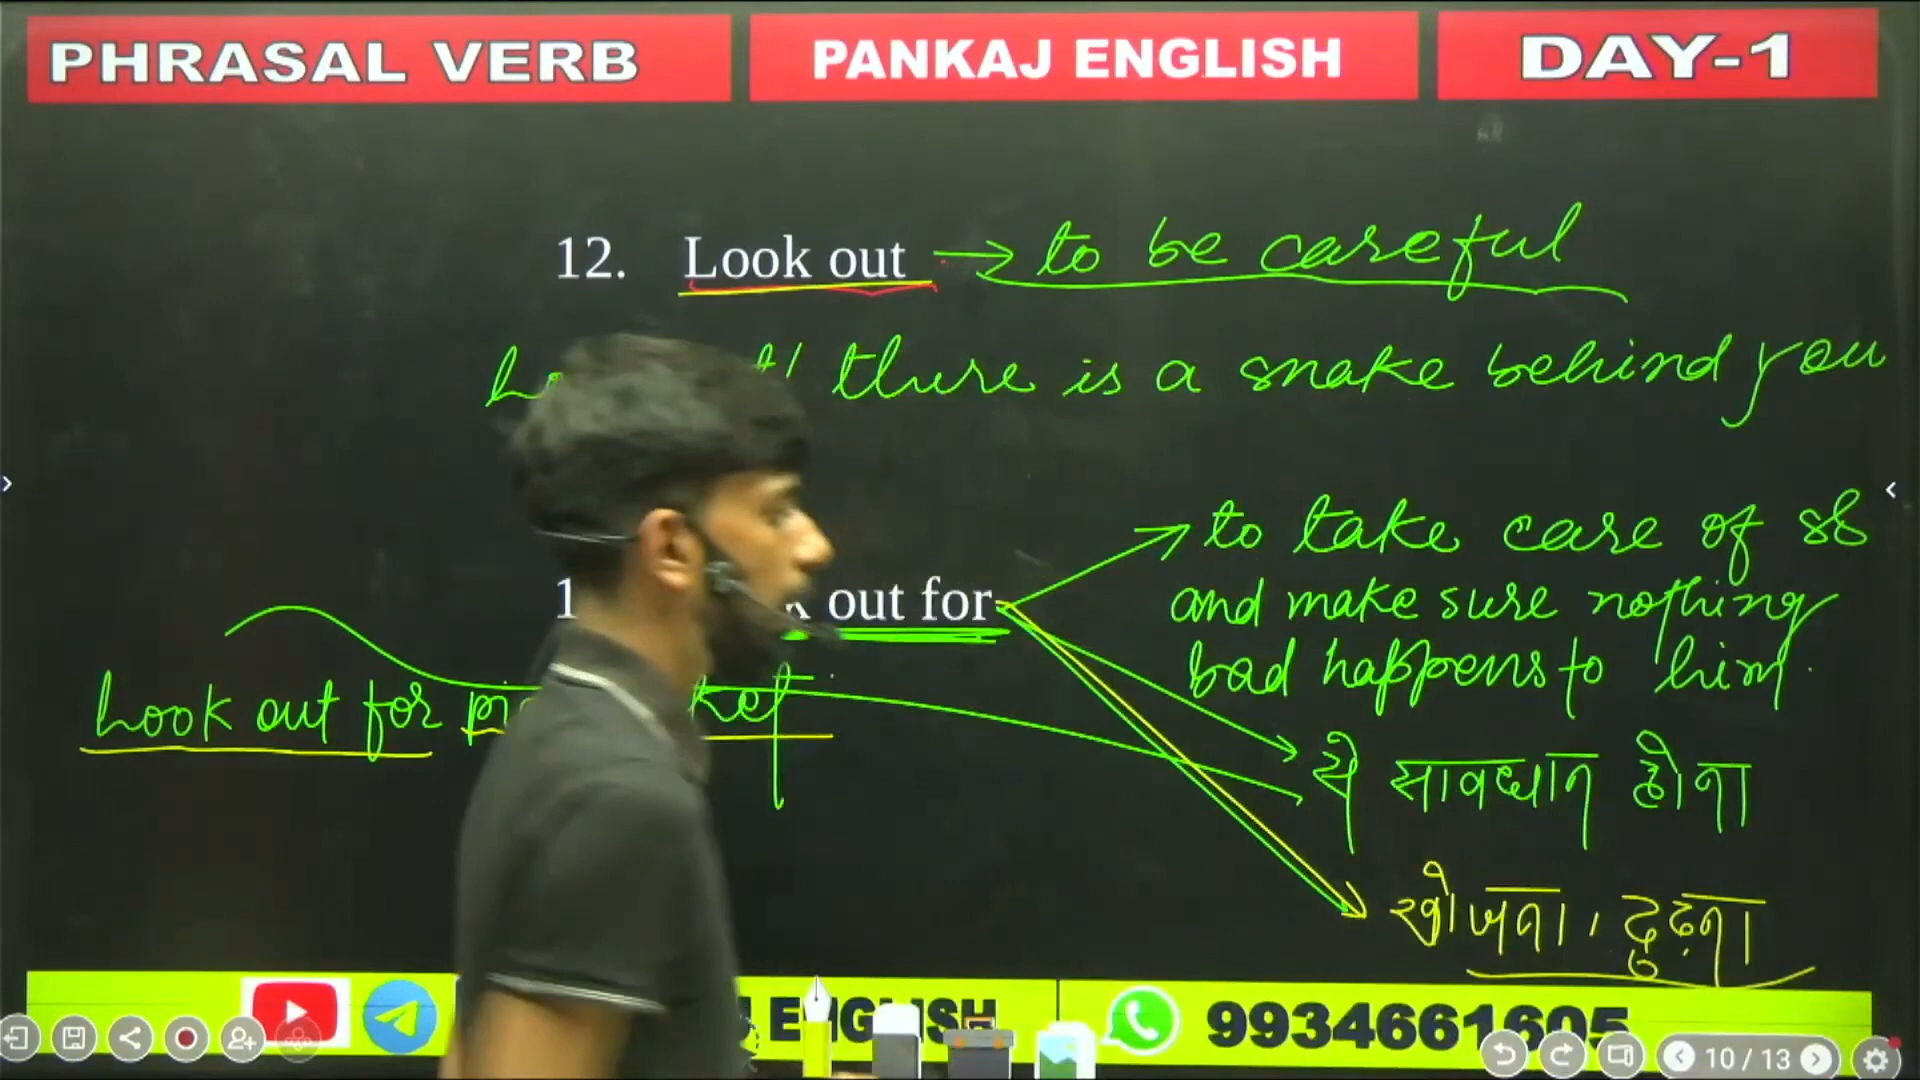 PHRASAL VERB
PANKAJ ENGLISH
DAY-1
12. Look out → to be careful
there is a snake behind you
to take care of sb
out for
and make sure nothing
bad happens to him.
Look out for
से सावधान होना
खोजना, ढुढ़ना
ENGLISH
9934661605
10 / 13